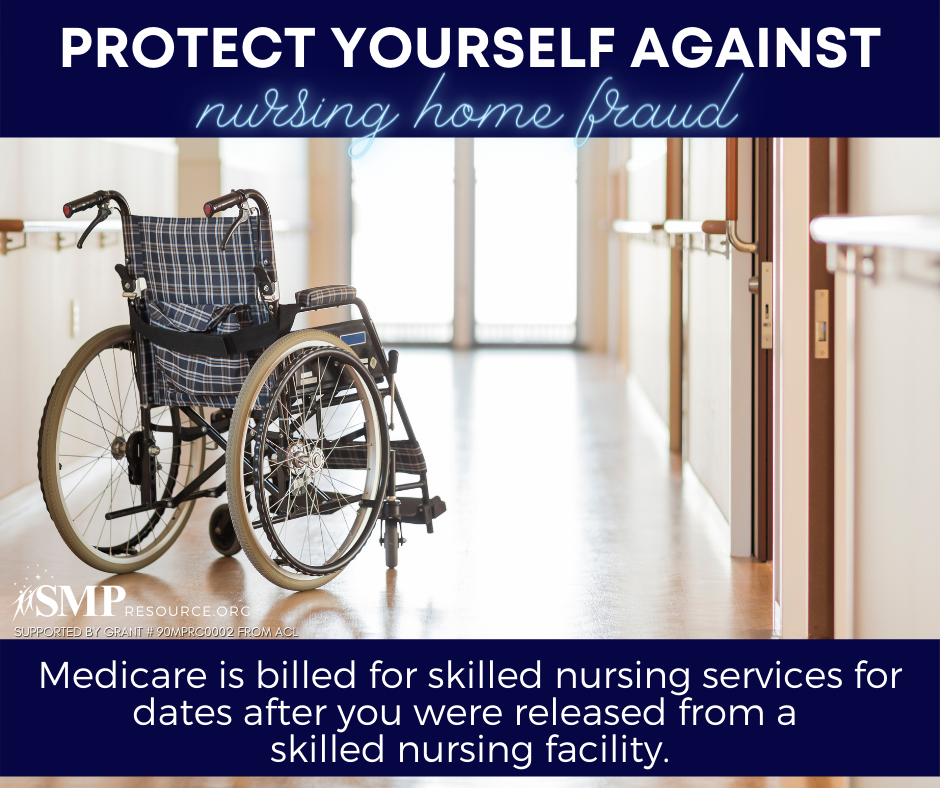 PROTECT YOURSELF AGAINST
nursing home fraud
SMP RESOURCE.ORG
SUPPORTED BY GRANT # 90MPRC0002 FROM ACL
Medicare is billed for skilled nursing services for
dates after you were released from a
skilled nursing facility.